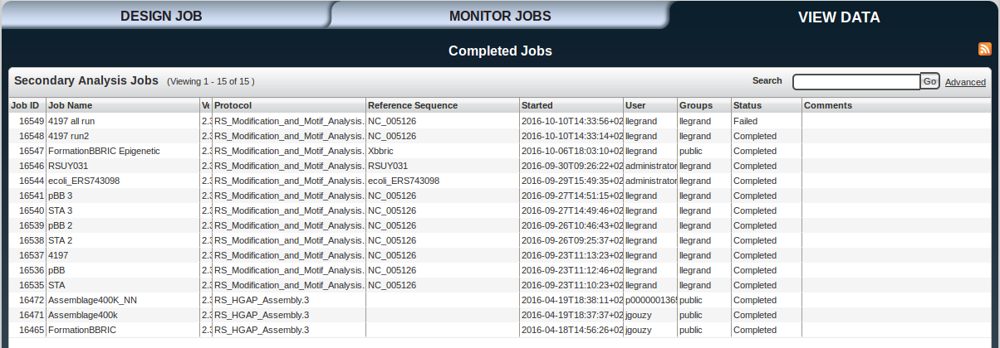 DESIGN JOB MONITOR JOBS VIEW DATA
Completed Jobs
Secondary Analysis Jobs (Viewing 1 - 15 of 15 ) Search Go Advanced
Job ID Job Name Ve Protocol Reference Sequence Started User Groups Status Comments
16549 4197 all run 2.3 RS_Modification_and_Motif_Analysis. NC_005126 2016-10-10T14:33:56+02 llegrand llegrand Failed
16548 4197 run2 2.3 RS_Modification_and_Motif_Analysis. NC_005126 2016-10-10T14:33:14+02 llegrand llegrand Completed
16547 FormationBBRIC Epigenetic 2.3 RS_Modification_and_Motif_Analysis. Xbbric 2016-10-06T18:03:10+02 llegrand public Completed
16546 RSUY031 2.3 RS_Modification_and_Motif_Analysis. RSUY031 2016-09-30T09:26:22+02 administrator llegrand Completed
16544 ecoli_ERS743098 2.3 RS_Modification_and_Motif_Analysis. ecoli_ERS743098 2016-09-29T15:49:35+02 administrator llegrand Completed
16541 pBB 3 2.3 RS_Modification_and_Motif_Analysis. NC_005126 2016-09-27T14:51:15+02 llegrand llegrand Completed
16540 STA 3 2.3 RS_Modification_and_Motif_Analysis. NC_005126 2016-09-27T14:49:46+02 llegrand llegrand Completed
16539 pBB 2 2.3 RS_Modification_and_Motif_Analysis. NC_005126 2016-09-26T10:46:43+02 llegrand llegrand Completed
16538 STA 2 2.3 RS_Modification_and_Motif_Analysis. NC_005126 2016-09-26T09:25:37+02 llegrand llegrand Completed
16537 4197 2.3 RS_Modification_and_Motif_Analysis. NC_005126 2016-09-23T11:13:23+02 llegrand llegrand Completed
16536 pBB 2.3 RS_Modification_and_Motif_Analysis. NC_005126 2016-09-23T11:12:46+02 llegrand llegrand Completed
16535 STA 2.3 RS_Modification_and_Motif_Analysis. NC_005126 2016-09-23T11:10:23+02 llegrand llegrand Completed
16472 Assemblage400K_NN 2.3 RS_HGAP_Assembly.3 2016-04-19T18:38:11+02 p0000001365 public Completed
16471 Assemblage400k 2.3 RS_HGAP_Assembly.3 2016-04-19T18:37:37+02 jgouzy public Completed
16465 FormationBBRIC 2.3 RS_HGAP_Assembly.3 2016-04-18T14:56:26+02 jgouzy public Completed